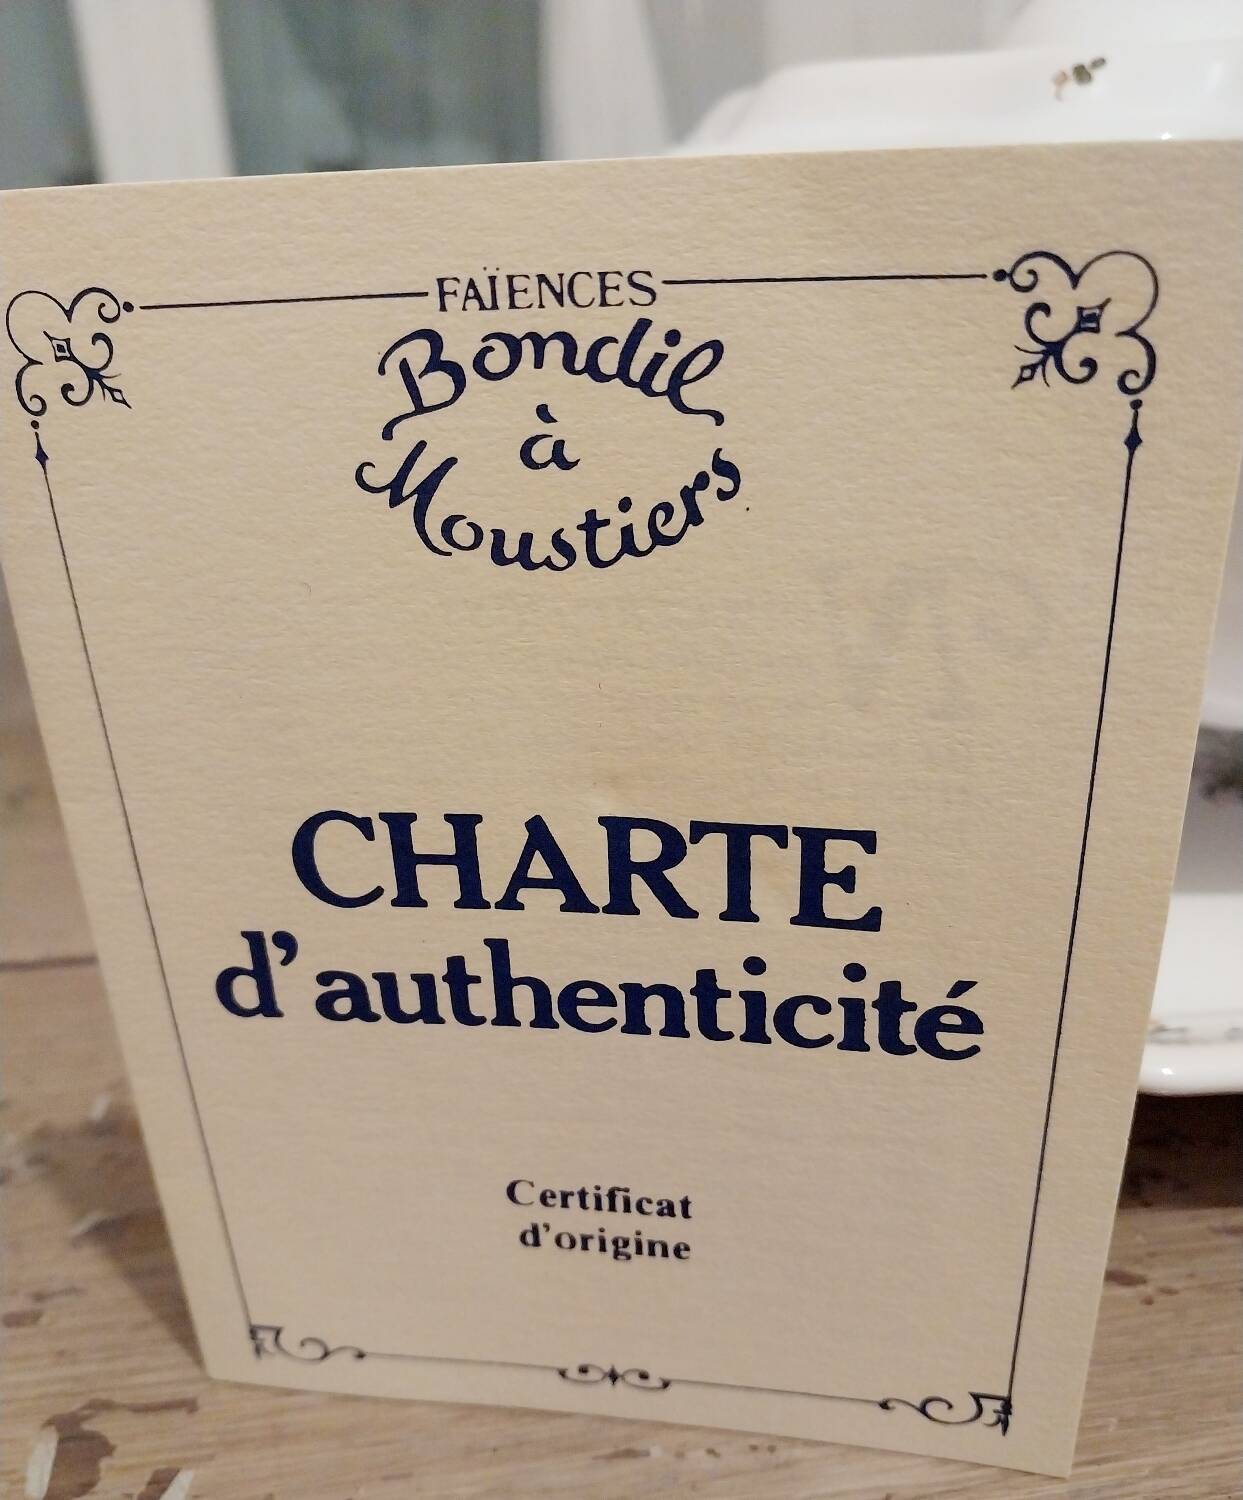 FAÏENCES
Bondil
à
Moustiers
CHARTE
d'authenticité
Certificat
d'origine